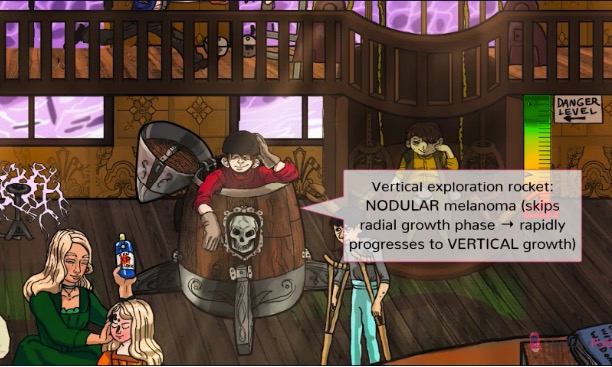 DANGER
LEVEL
Vertical exploration rocket:
NODULAR melanoma (skips
radial growth phase → rapidly
progresses to VERTICAL growth)